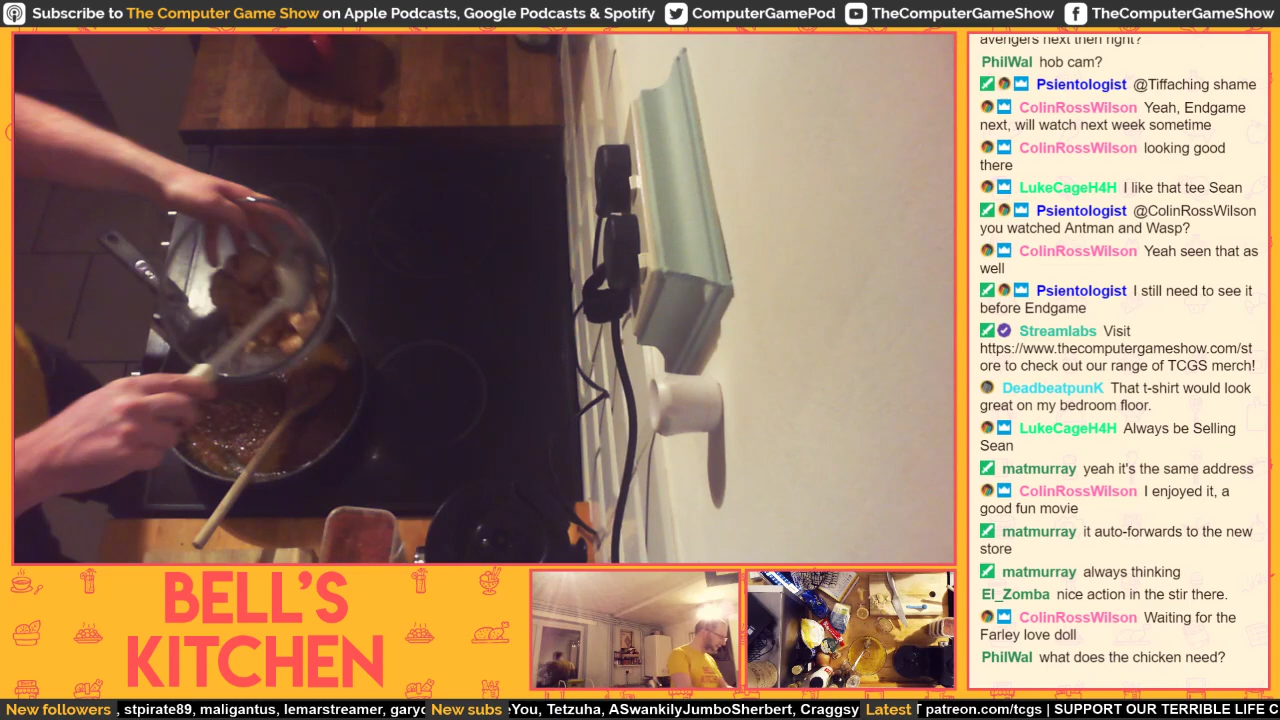 Subscribe to The Computer Game Show on Apple Podcasts, Google Podcasts & Spotify ComputerGamePod TheComputerGameShow TheComputerGameShow
avengers next then right?
PhilWal hob cam?
Psientologist @Tiffaching shame
ColinRossWilson Yeah, Endgame
next, will watch next week sometime
ColinRossWilson looking good
there
LukeCageH4H I like that tee Sean
Psientologist @ColinRossWilson
you watched Antman and Wasp?
ColinRossWilson Yeah seen that as
well
Psientologist I still need to see it
before Endgame
Streamlabs Visit
https://www.thecomputergameshow.com/st
ore to check out our range of TCGS merch!
DeadbeatpunK That t-shirt would look
great on my bedroom floor.
LukeCageH4H Always be Selling
Sean
matmurray yeah it's the same address
ColinRossWilson I enjoyed it, a
good fun movie
matmurray it auto-forwards to the new
store
matmurray always thinking
El_Zomba nice action in the stir there.
ColinRossWilson Waiting for the
Farley love doll
PhilWal what does the chicken need?
BELL'S
KITCHEN
New followers , stpirate89, maligantus, lemarstreamer, garyc New subs eYou, Tetzuha, ASwankilyJumboSherbert, Craggsy Latest patreon.com/tcgs | SUPPORT OUR TERRIBLE LIFE C